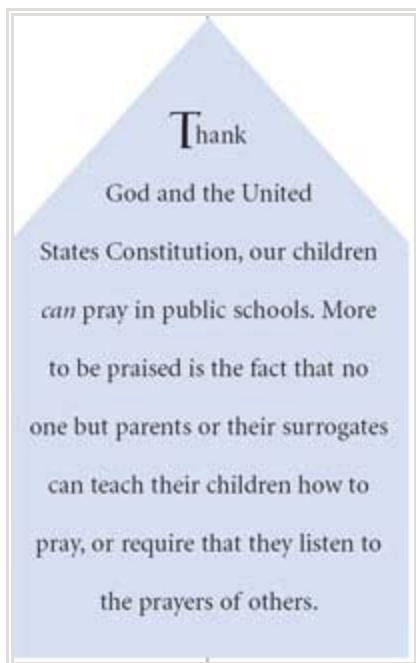 Thank
God and the United
States Constitution, our children
can pray in public schools. More
to be praised is the fact that no
one but parents or their surrogates
can teach their children how to
pray, or require that they listen to
the prayers of others.